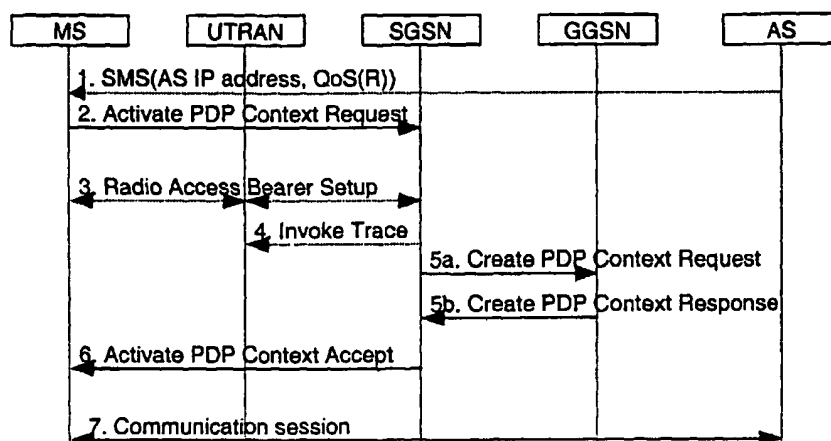 MS UTRAN SGSN GGSN AS
1. SMS(AS IP address, QoS(R))
2. Activate PDP Context Request
3. Radio Access Bearer Setup
4. Invoke Trace
5a. Create PDP Context Request
5b. Create PDP Context Response
6. Activate PDP Context Accept
7. Communication session